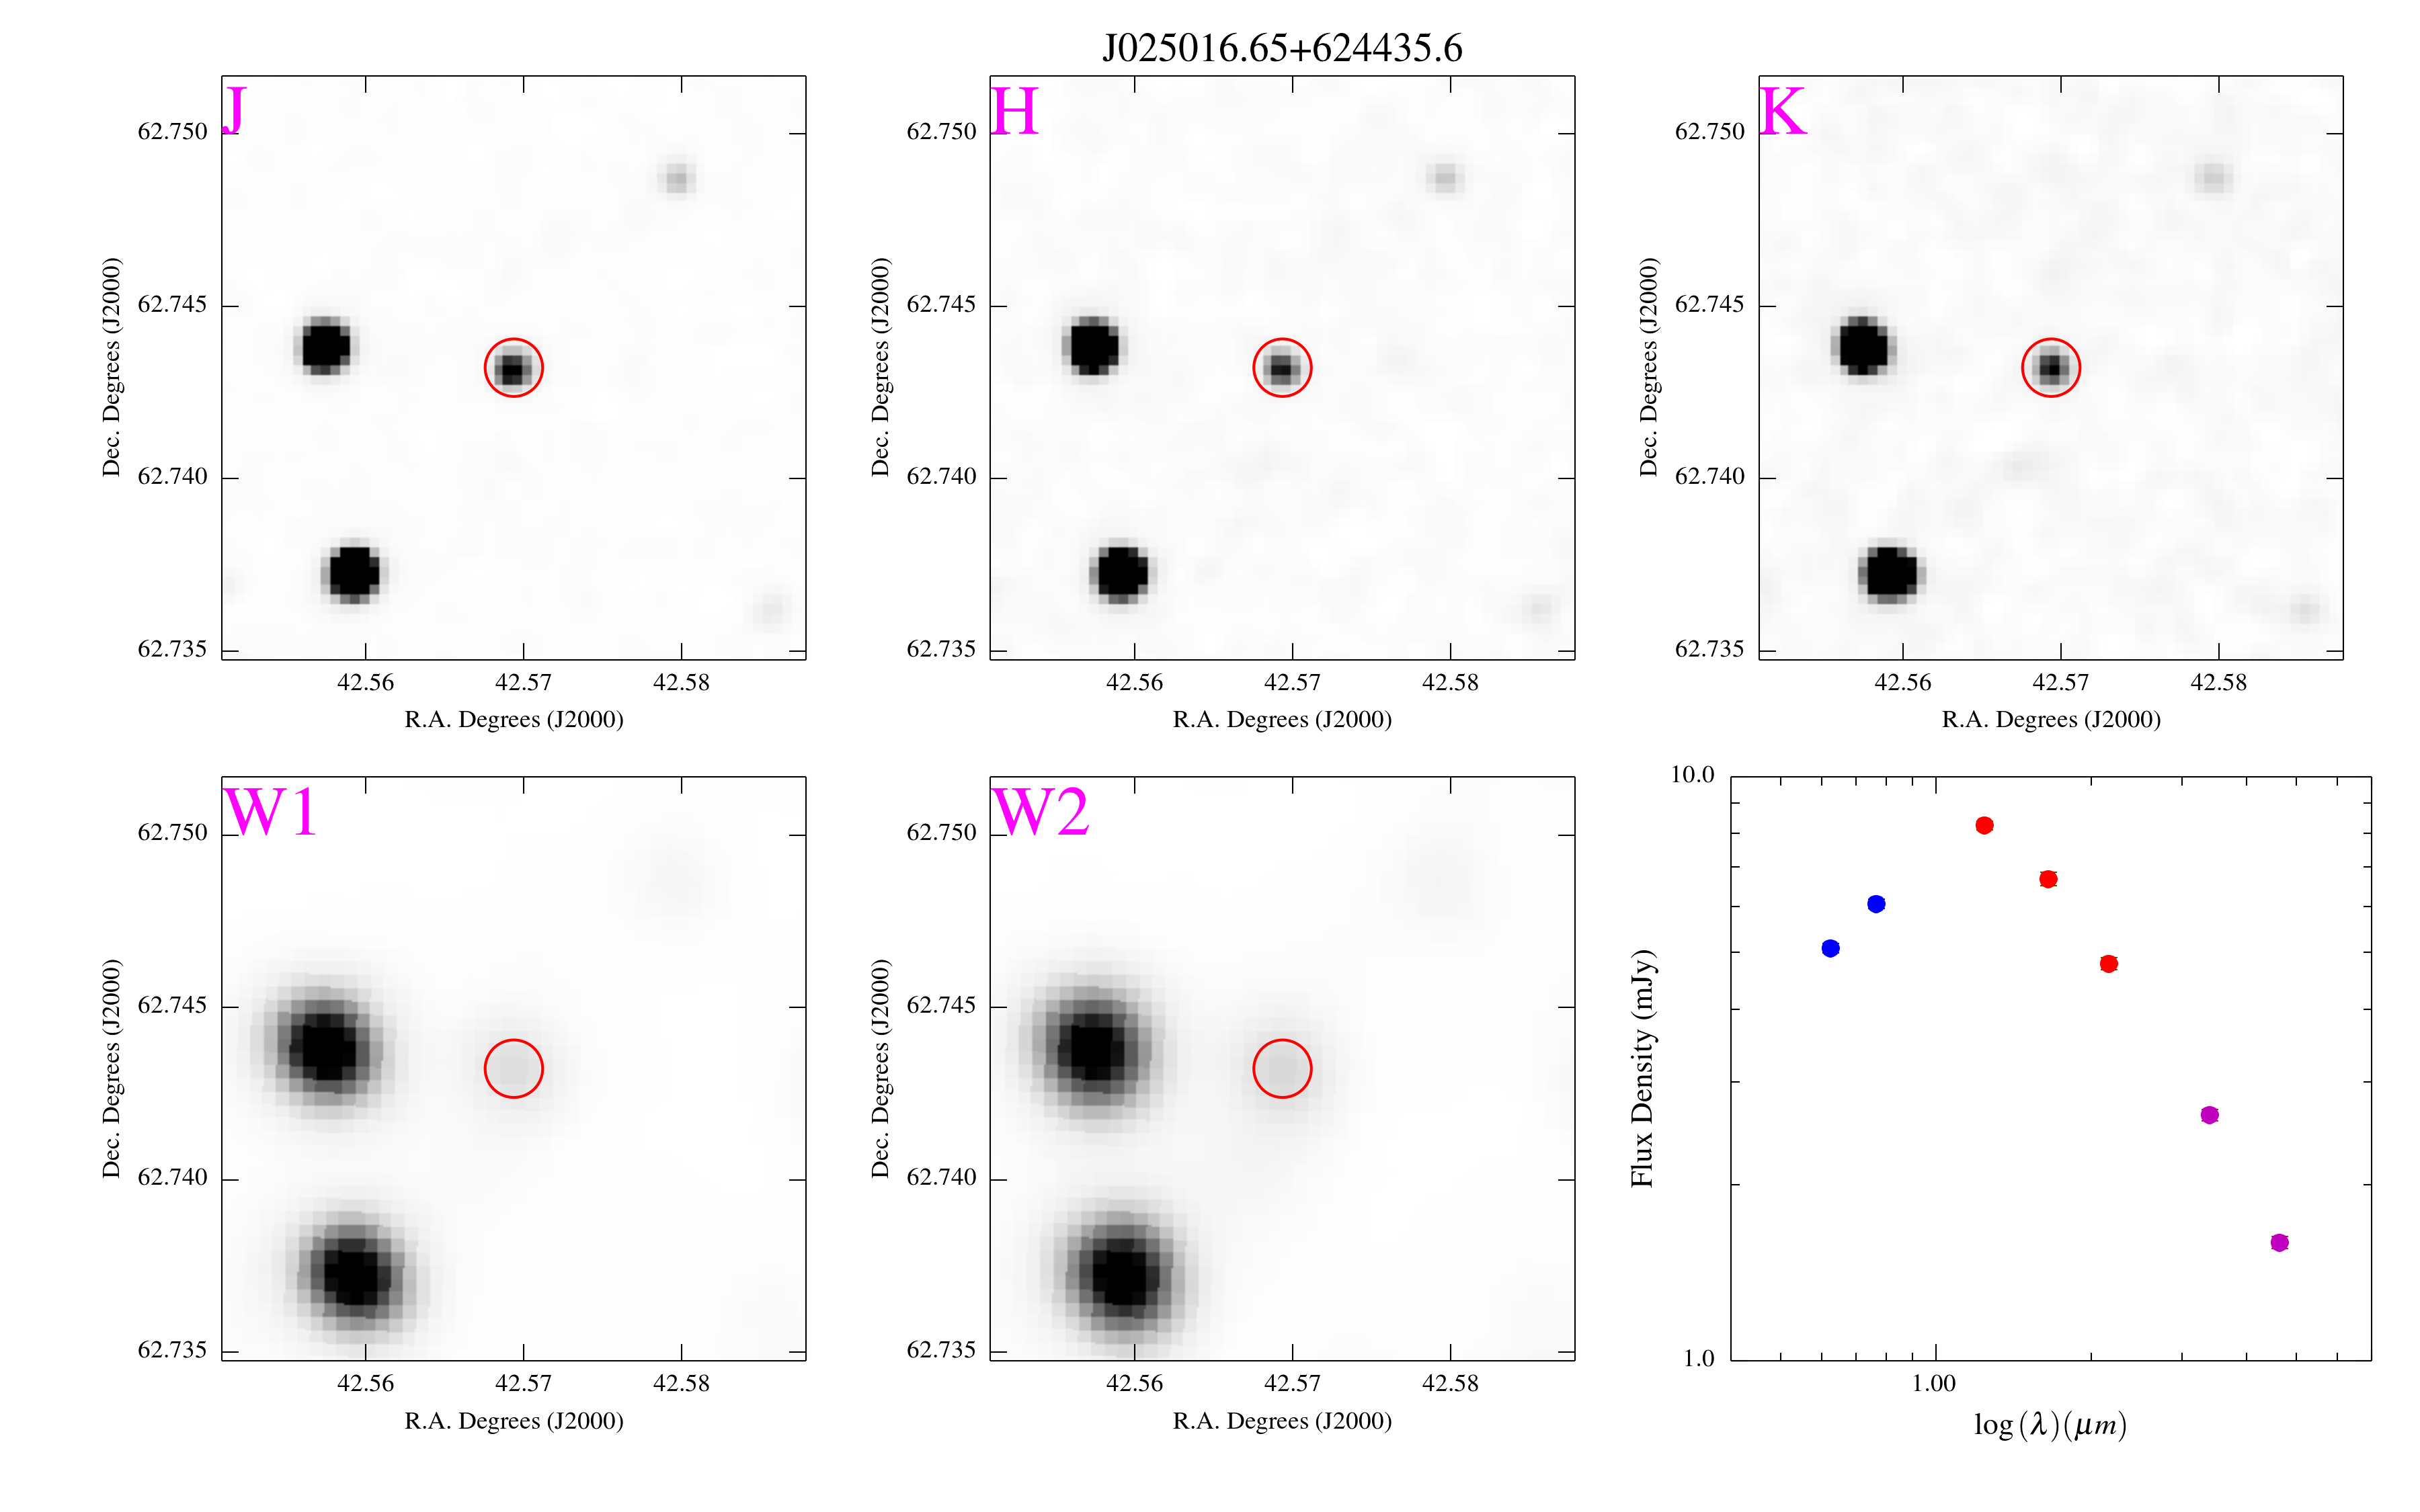 J025016.65+624435.6
J
62.750
62.745
62.740
62.735
Dec. Degrees (J2000)
42.56 42.57 42.58
R.A. Degrees (J2000)
H
62.750
62.745
62.740
62.735
Dec. Degrees (J2000)
42.56 42.57 42.58
R.A. Degrees (J2000)
K
62.750
62.745
62.740
62.735
Dec. Degrees (J2000)
42.56 42.57 42.58
R.A. Degrees (J2000)
W1
62.750
62.745
62.740
62.735
Dec. Degrees (J2000)
42.56 42.57 42.58
R.A. Degrees (J2000)
W2
62.750
62.745
62.740
62.735
Dec. Degrees (J2000)
42.56 42.57 42.58
R.A. Degrees (J2000)
10.0
1.0
Flux Density (mJy)
1.00
log(λ)(μm)